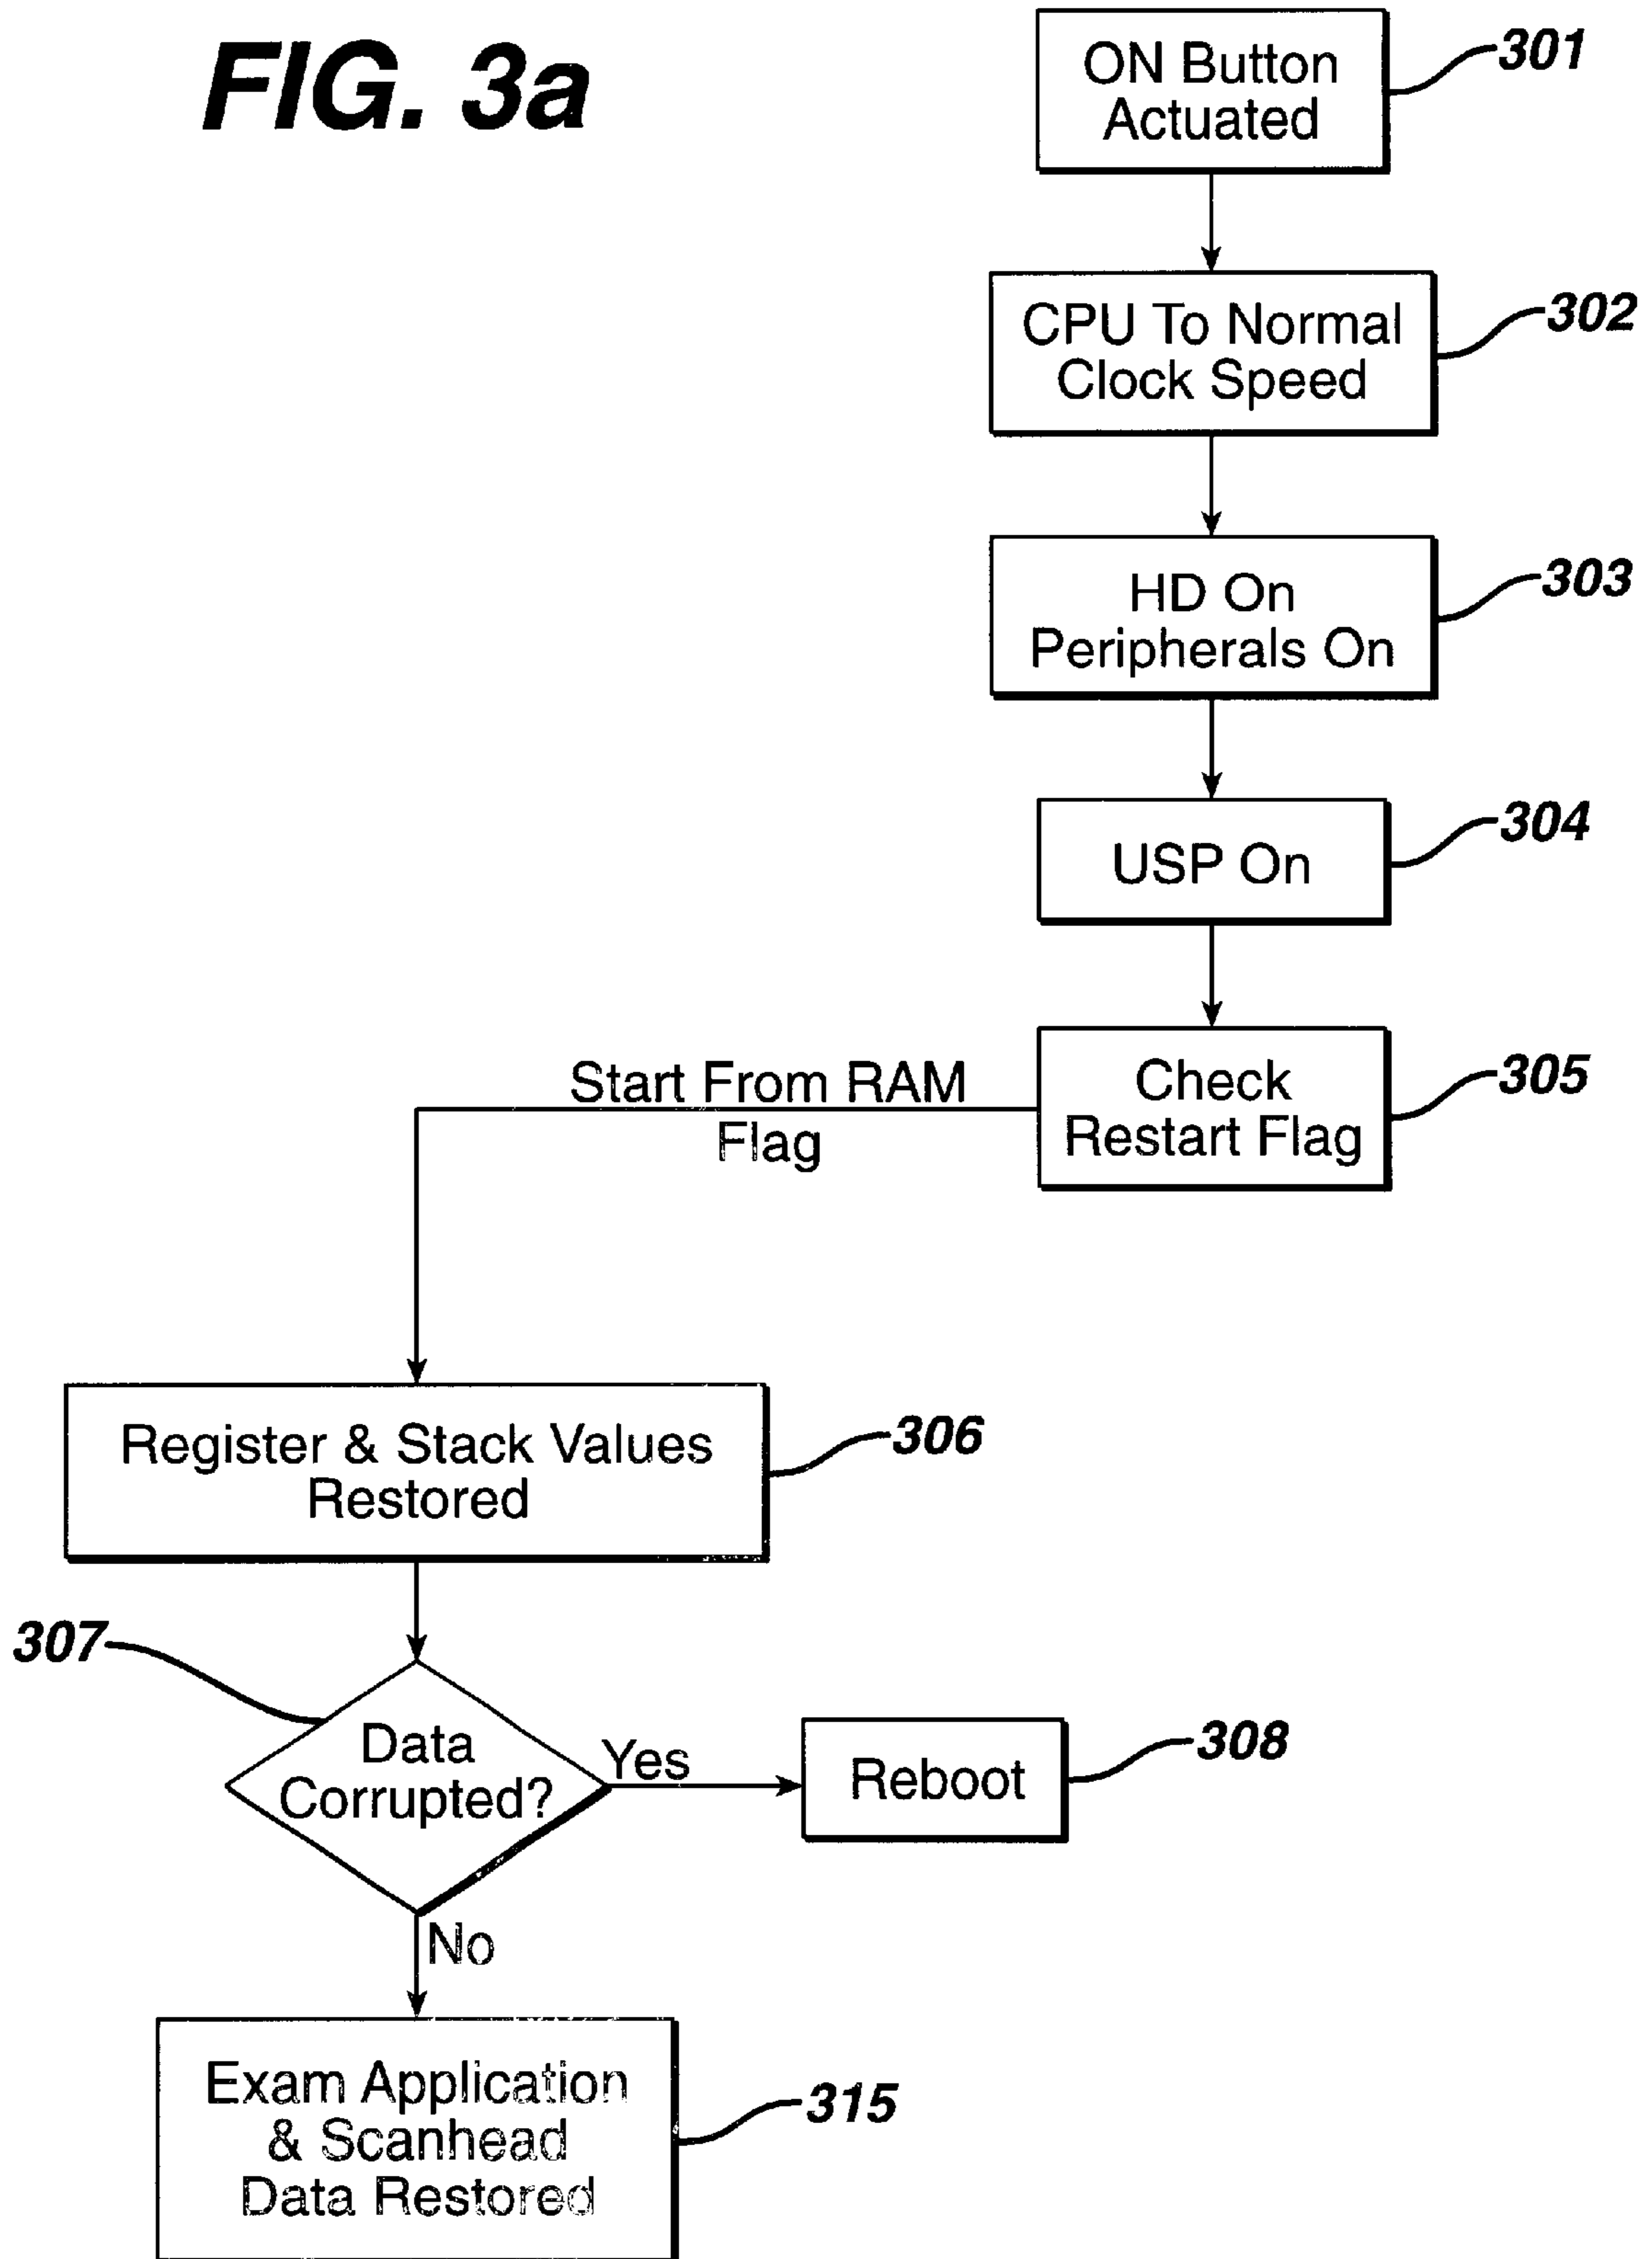 FIG. 3a
ON Button
Actuated
301
CPU To Normal
Clock Speed
302
HD On
Peripherals On
303
USP On
304
Check
Restart Flag
305
Start From RAM
Flag
Register & Stack Values
Restored
306
307
Data
Corrupted?
Yes
Reboot
308
No
Exam Application
& Scanhead
Data Restored
315